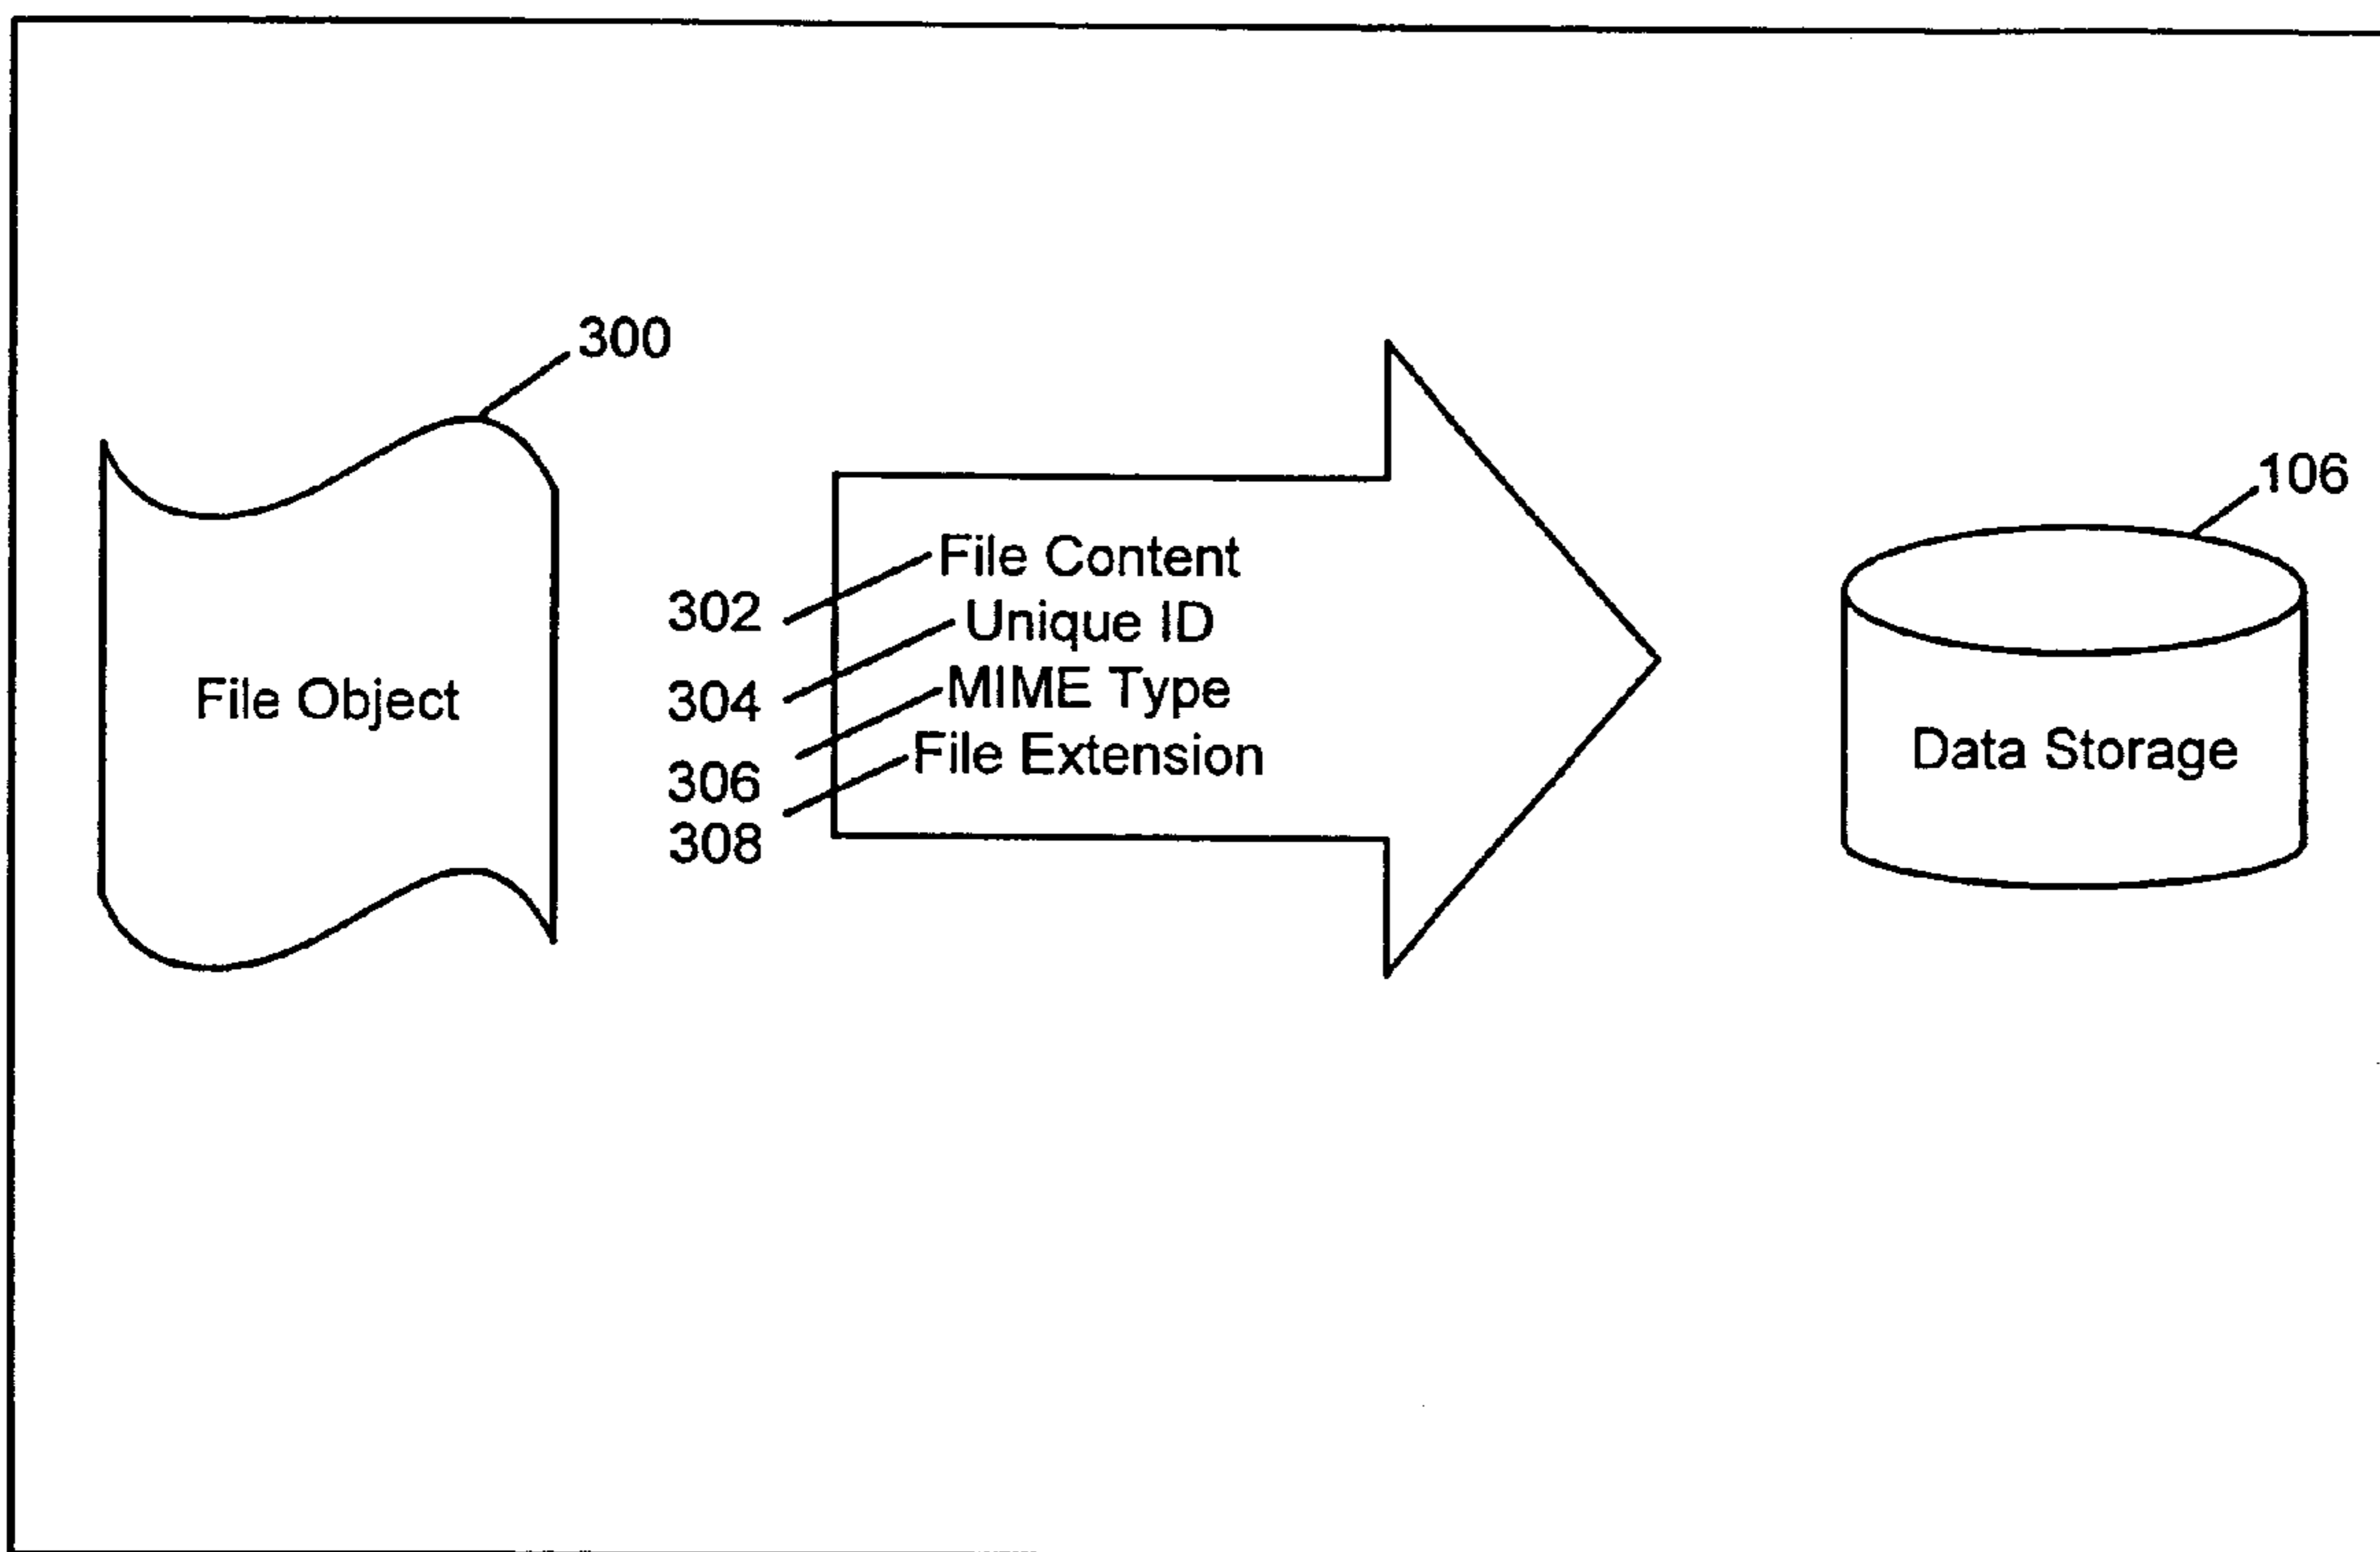 300
106
File Content
302
Unique ID
304
MIME Type
306
File Extension
308
File Object
Data Storage